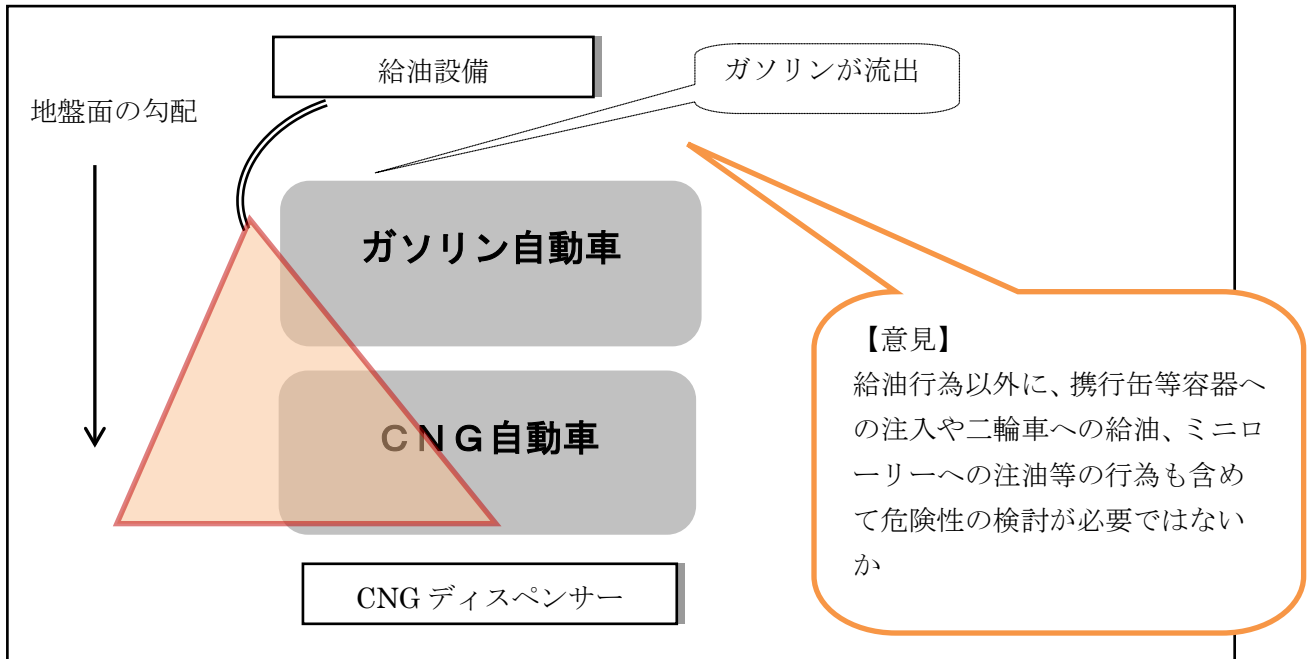 給油設備
ガソリンが流出
地盤面の勾配
ガソリン自動車
CNG自動車
CNG ディスペンサー
【意見】
給油行為以外に、携行缶等容器へ
の注入や二輪車への給油、ミニロ
ーリーへの注油等の行為も含め
て危険性の検討が必要ではない
か